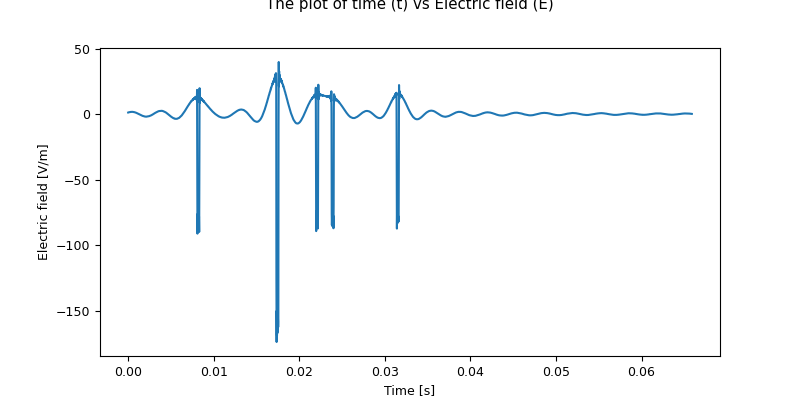 The plot of time (t) vs Electric field (E)
50
0
−50
−100
−150
Electric field [V/m]
0.00 0.01 0.02 0.03 0.04 0.05 0.06
Time [s]